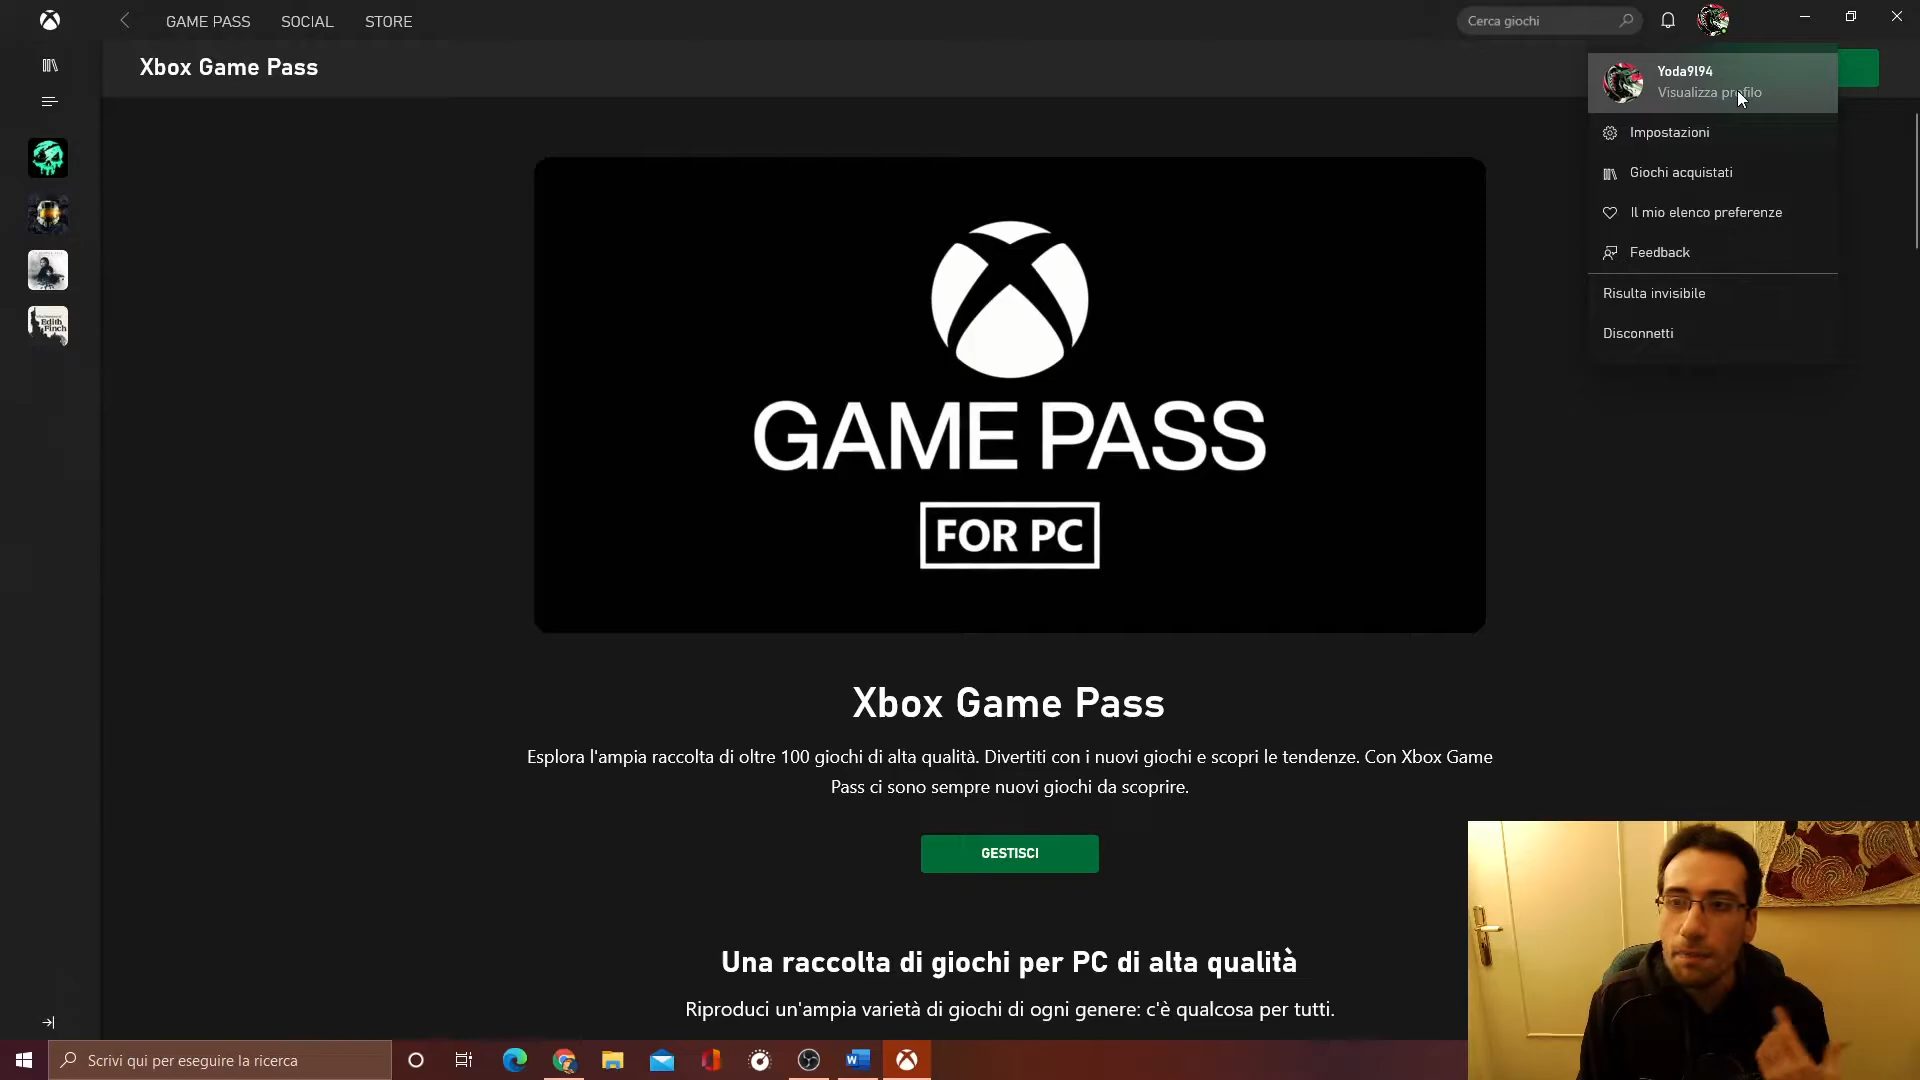 GAME PASS
SOCIAL
STORE
Cerca giochi
Xbox Game Pass
Yoda9l94
Visualizza profilo
Impostazioni
Giochi acquistati
Il mio elenco preferenze
Feedback
Risulta invisibile
Disconnetti
Edith
Finch
GAME PASS
FOR PC
Xbox Game Pass
Esplora l'ampia raccolta di oltre 100 giochi di alta qualità. Divertiti con i nuovi giochi e scopri le tendenze. Con Xbox Game
Pass ci sono sempre nuovi giochi da scoprire.
GESTISCI
Una raccolta di giochi per PC di alta qualità
Riproduci un'ampia varietà di giochi di ogni genere: c'è qualcosa per tutti.
Scrivi qui per eseguire la ricerca